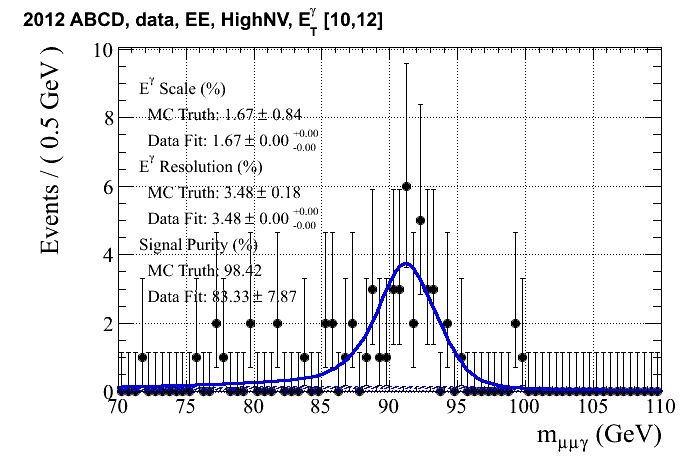 2012 ABCD, data, EE, HighNV, E_T^γ [10,12]
Events / ( 0.5 GeV )
10
8
6
4
2
0
E^γ Scale (%)
MC Truth: 1.67 ± 0.84
Data Fit: 1.67 ± 0.00 +0.00 -0.00
E^γ Resolution (%)
MC Truth: 3.48 ± 0.18
Data Fit: 3.48 ± 0.00 +0.00 -0.00
Signal Purity (%)
MC Truth: 98.42
Data Fit: 83.33 ± 7.87
70 75 80 85 90 95 100 105 110
m_μμγ (GeV)